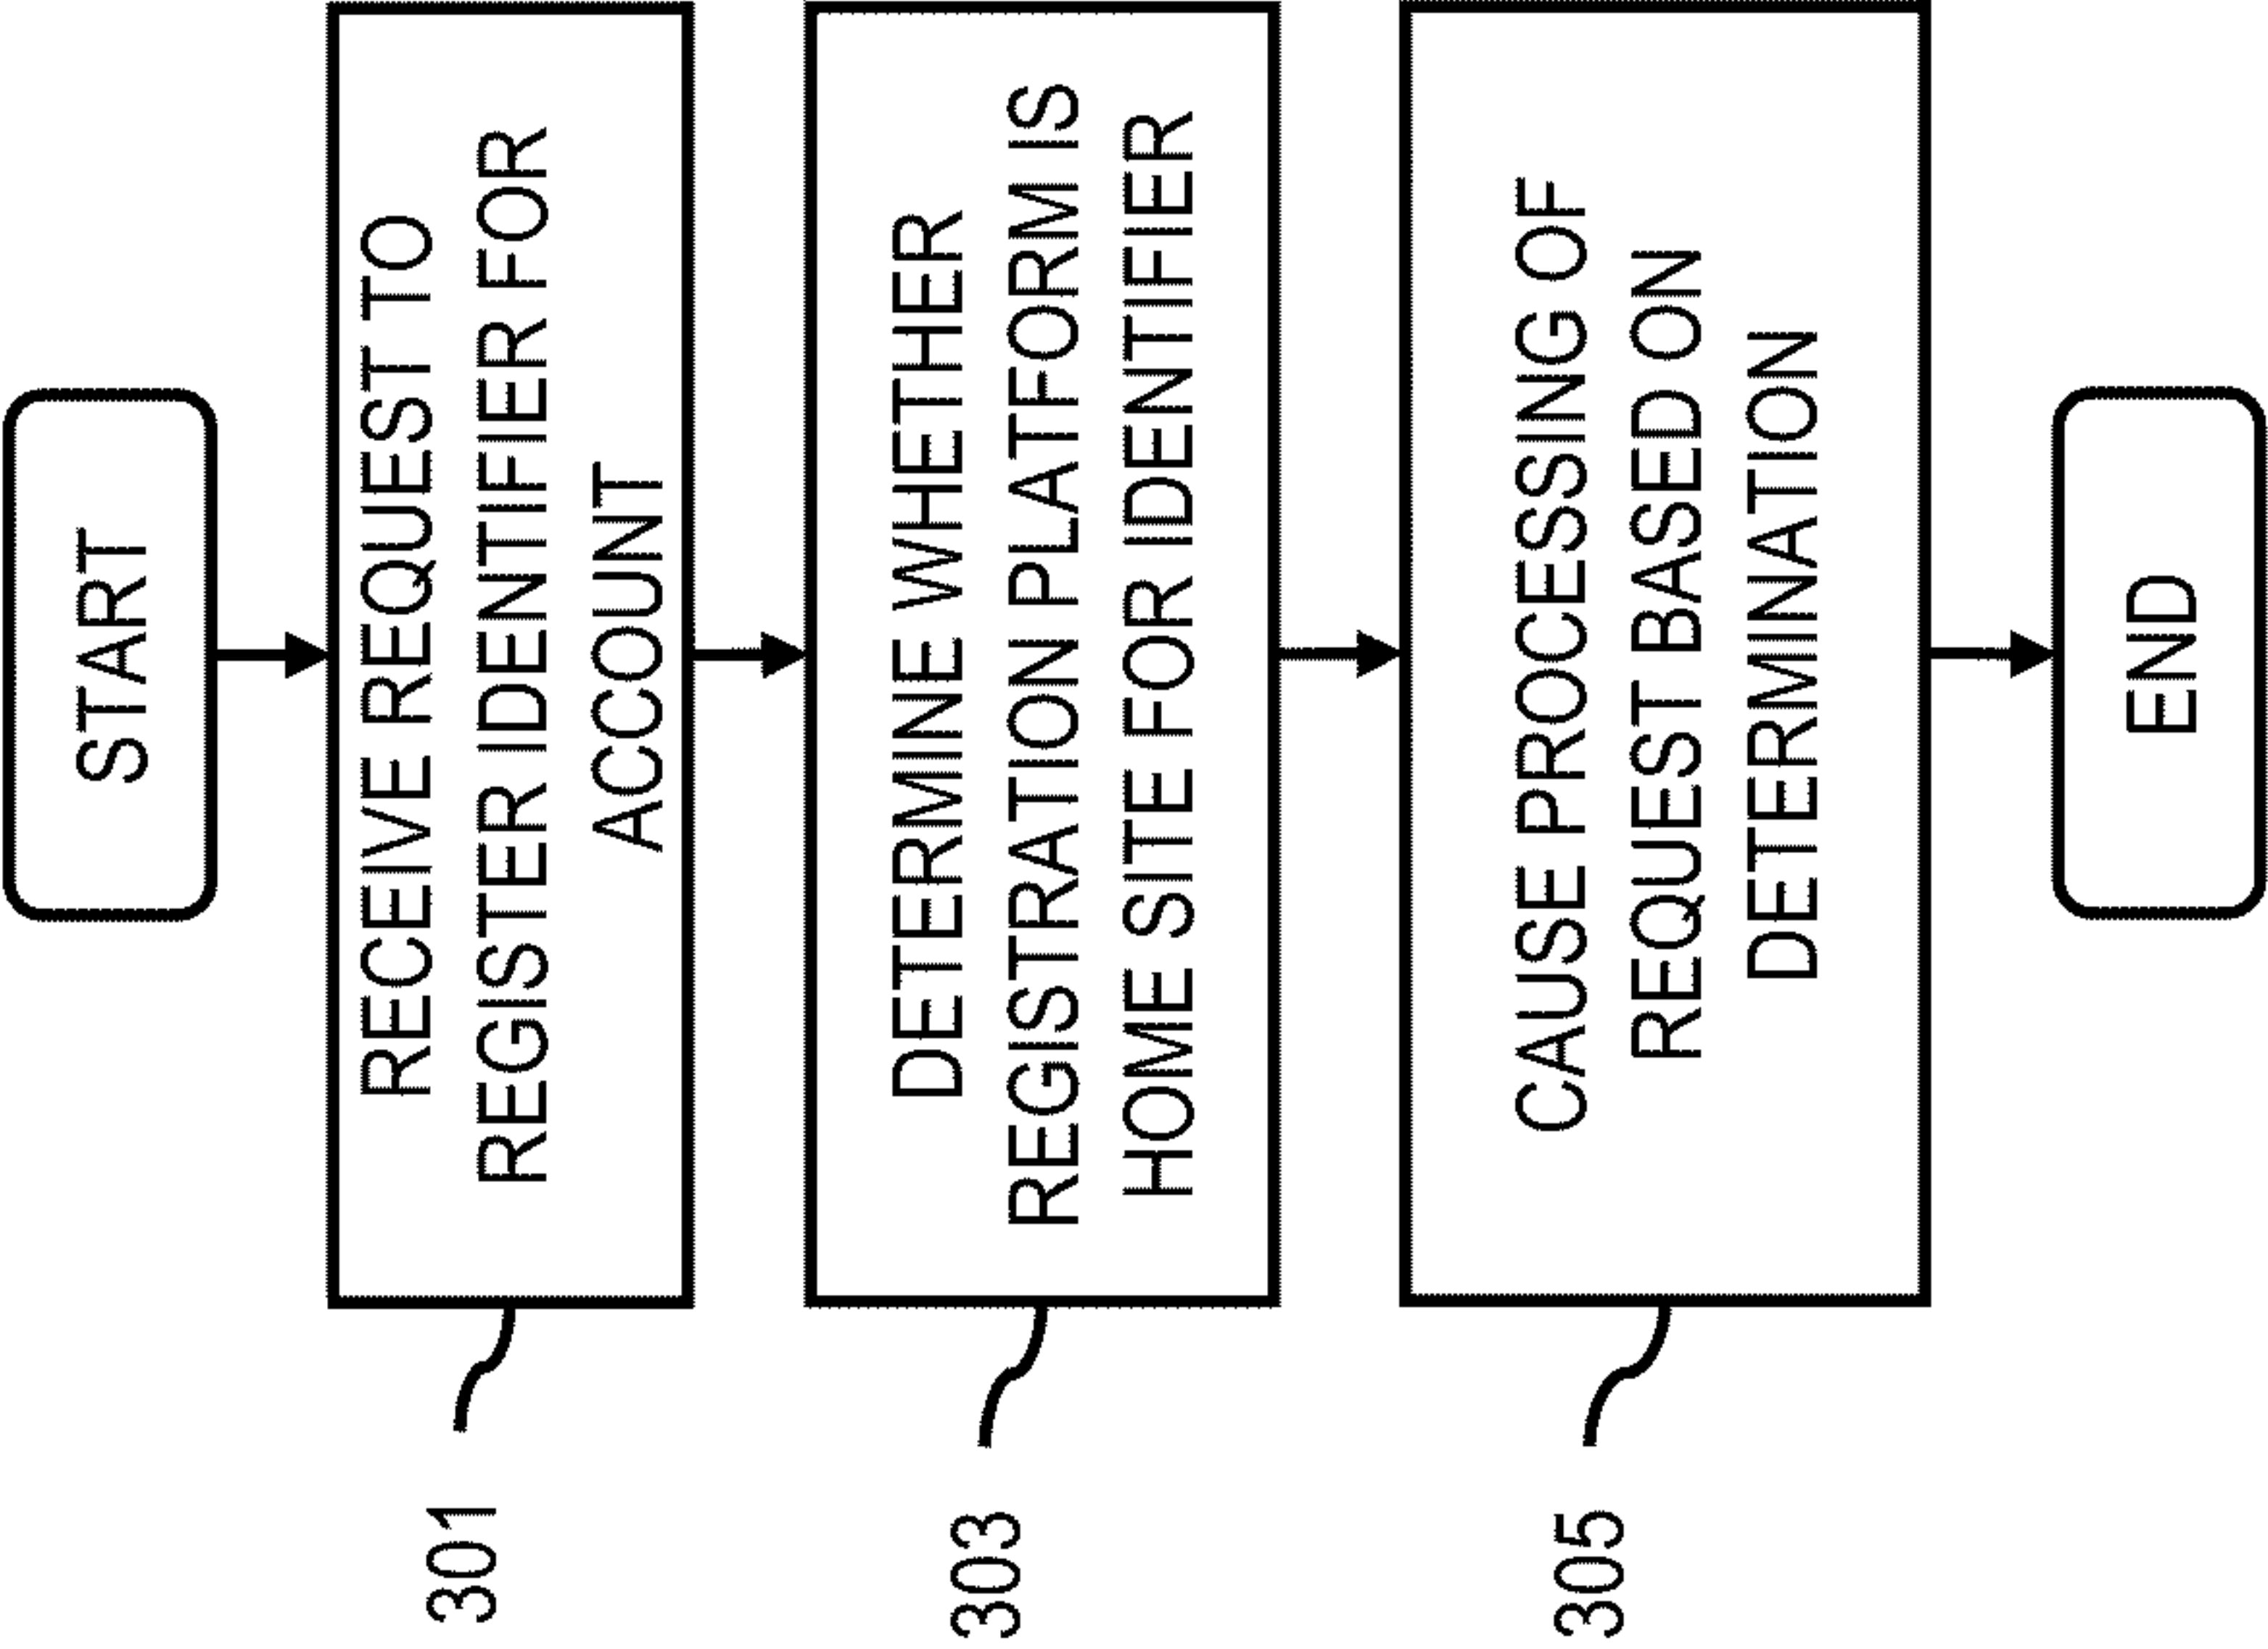 START
301
RECEIVE REQUEST TO
REGISTER IDENTIFIER FOR
ACCOUNT
303
DETERMINE WHETHER
REGISTRATION PLATFORM IS
HOME SITE FOR IDENTIFIER
305
CAUSE PROCESSING OF
REQUEST BASED ON
DETERMINATION
END